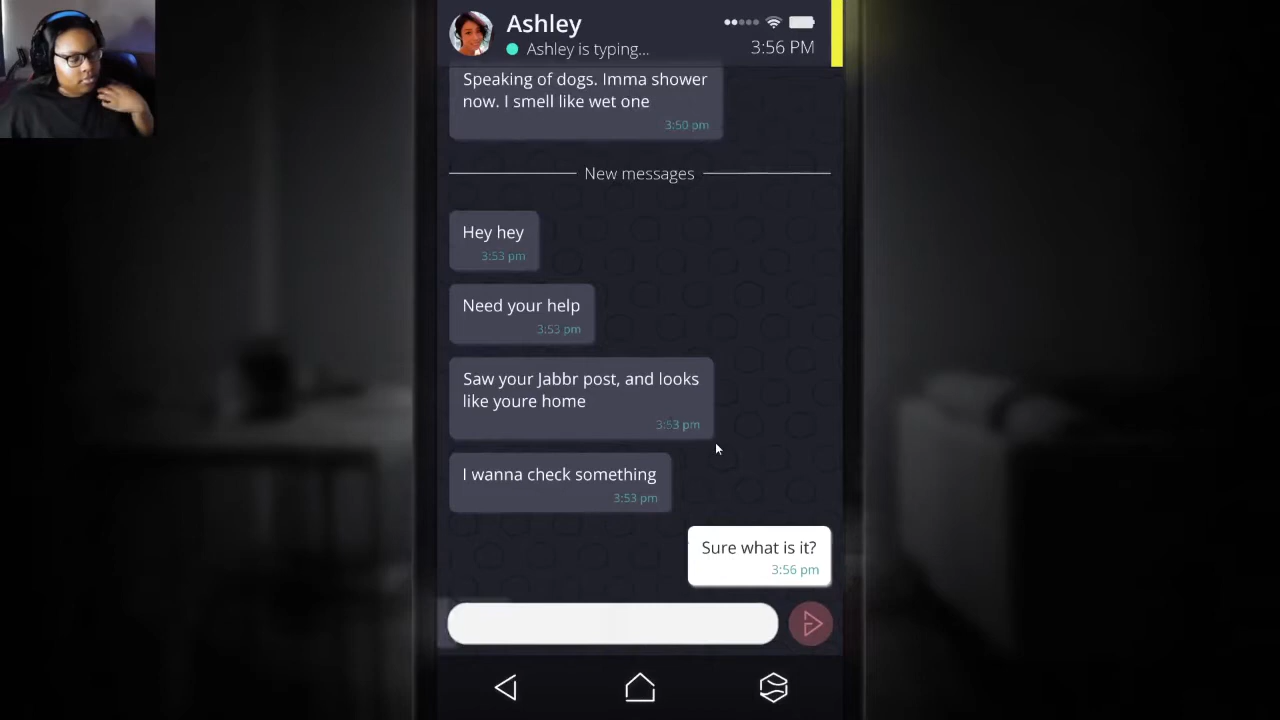 Ashley
Ashley is typing...
3:56 PM
Speaking of dogs. Imma shower
now. I smell like wet one
3:50 pm
New messages
Hey hey
3:53 pm
Need your help
3:53 pm
Saw your Jabbr post, and looks
like youre home
3:53 pm
I wanna check something
3:53 pm
Sure what is it?
3:56 pm